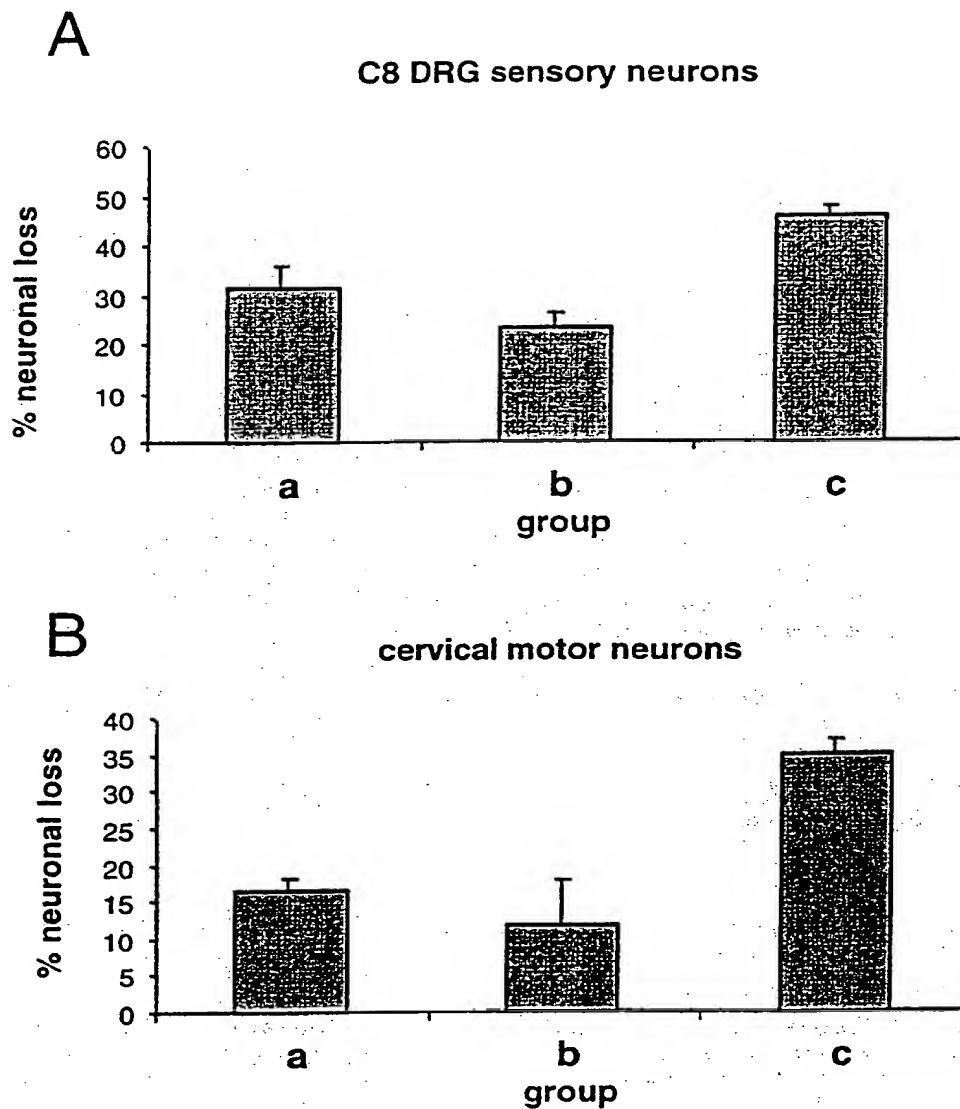 A
C8 DRG sensory neurons
% neuronal loss
60
50
40
30
20
10
0
a b c
group
B
cervical motor neurons
% neuronal loss
40
35
30
25
20
15
10
5
0
a b c
group